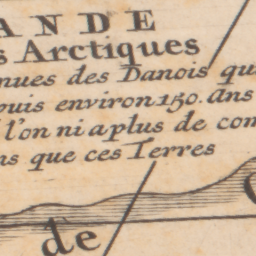 ANDE
s Arctiques
nues des Danois qu
puis environ 150. Ans
l'on ni a plus de com
ns que ces Terres
de